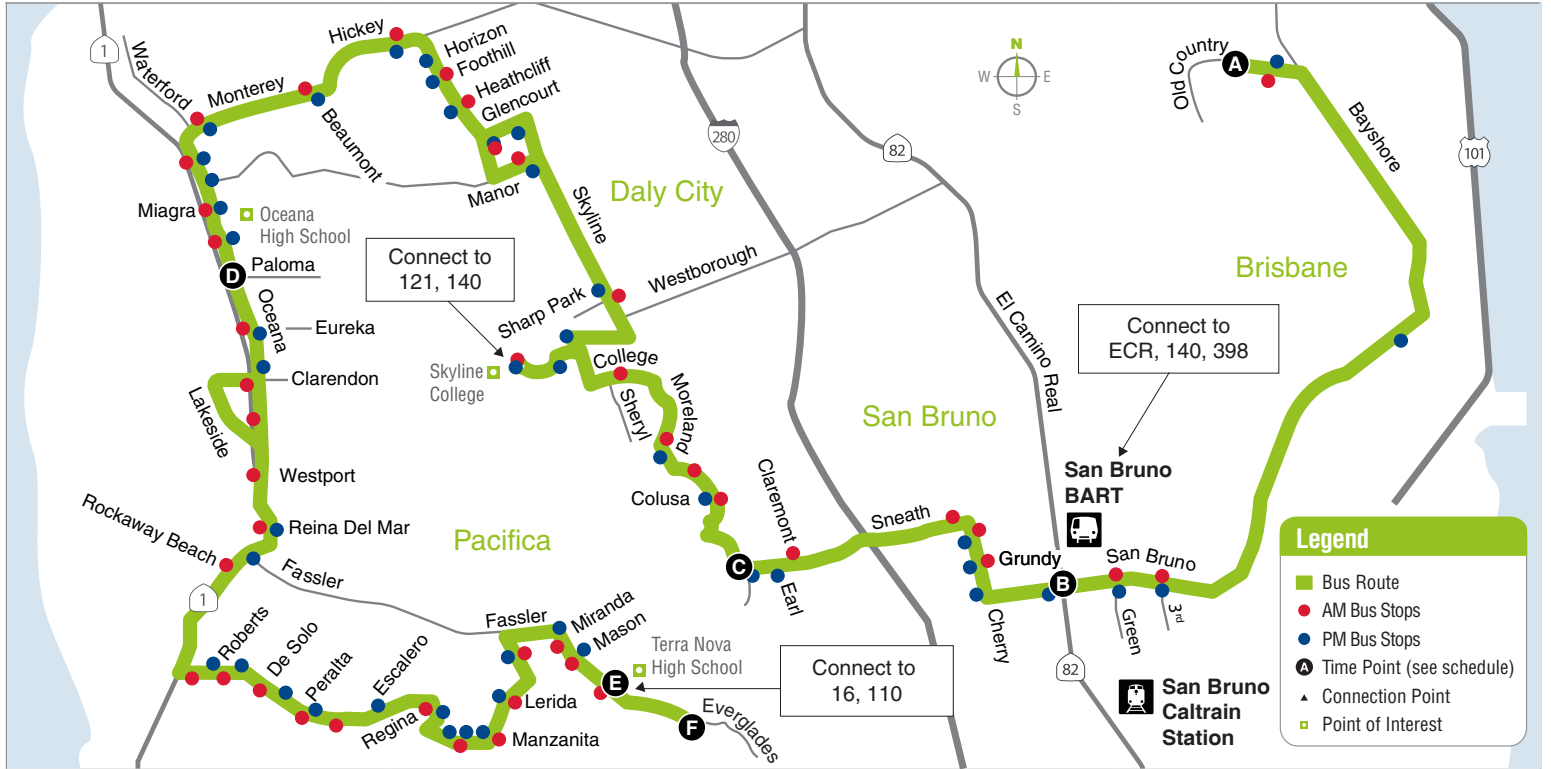 1
Waterford
Monterey
Hickey
Beaumont
Horizon
Foothill
Heathcliff
Glencourt
Manor
Skyline
N
W
E
S
280
82
Old Country
A
Bayshore
101
Miagra
Oceana
High School
D
Paloma
Oceana
Eureka
Clarendon
Lakeside
Westport
Reina Del Mar
Rockaway Beach
Fassler
1
Daly City
Connect to
121, 140
Westborough
Sharp Park
Skyline
College
College
Sheryl
Moreland
Colusa
C
Claremont
Earl
Pacifica
San Bruno
Brisbane
El Camino Real
Connect to
ECR, 140, 398
San Bruno
BART
Sneath
Grundy
Cherry
B
San Bruno
Green
3rd
82
San Bruno
Caltrain
Station
Roberts
De Solo
Peralta
Escalero
Regina
Manzanita
Lerida
Fassler
Miranda
Mason
Terra Nova
High School
E
F
Everglades
Connect to
16, 110
Legend
Bus Route
AM Bus Stops
PM Bus Stops
A Time Point (see schedule)
Connection Point
Point of Interest